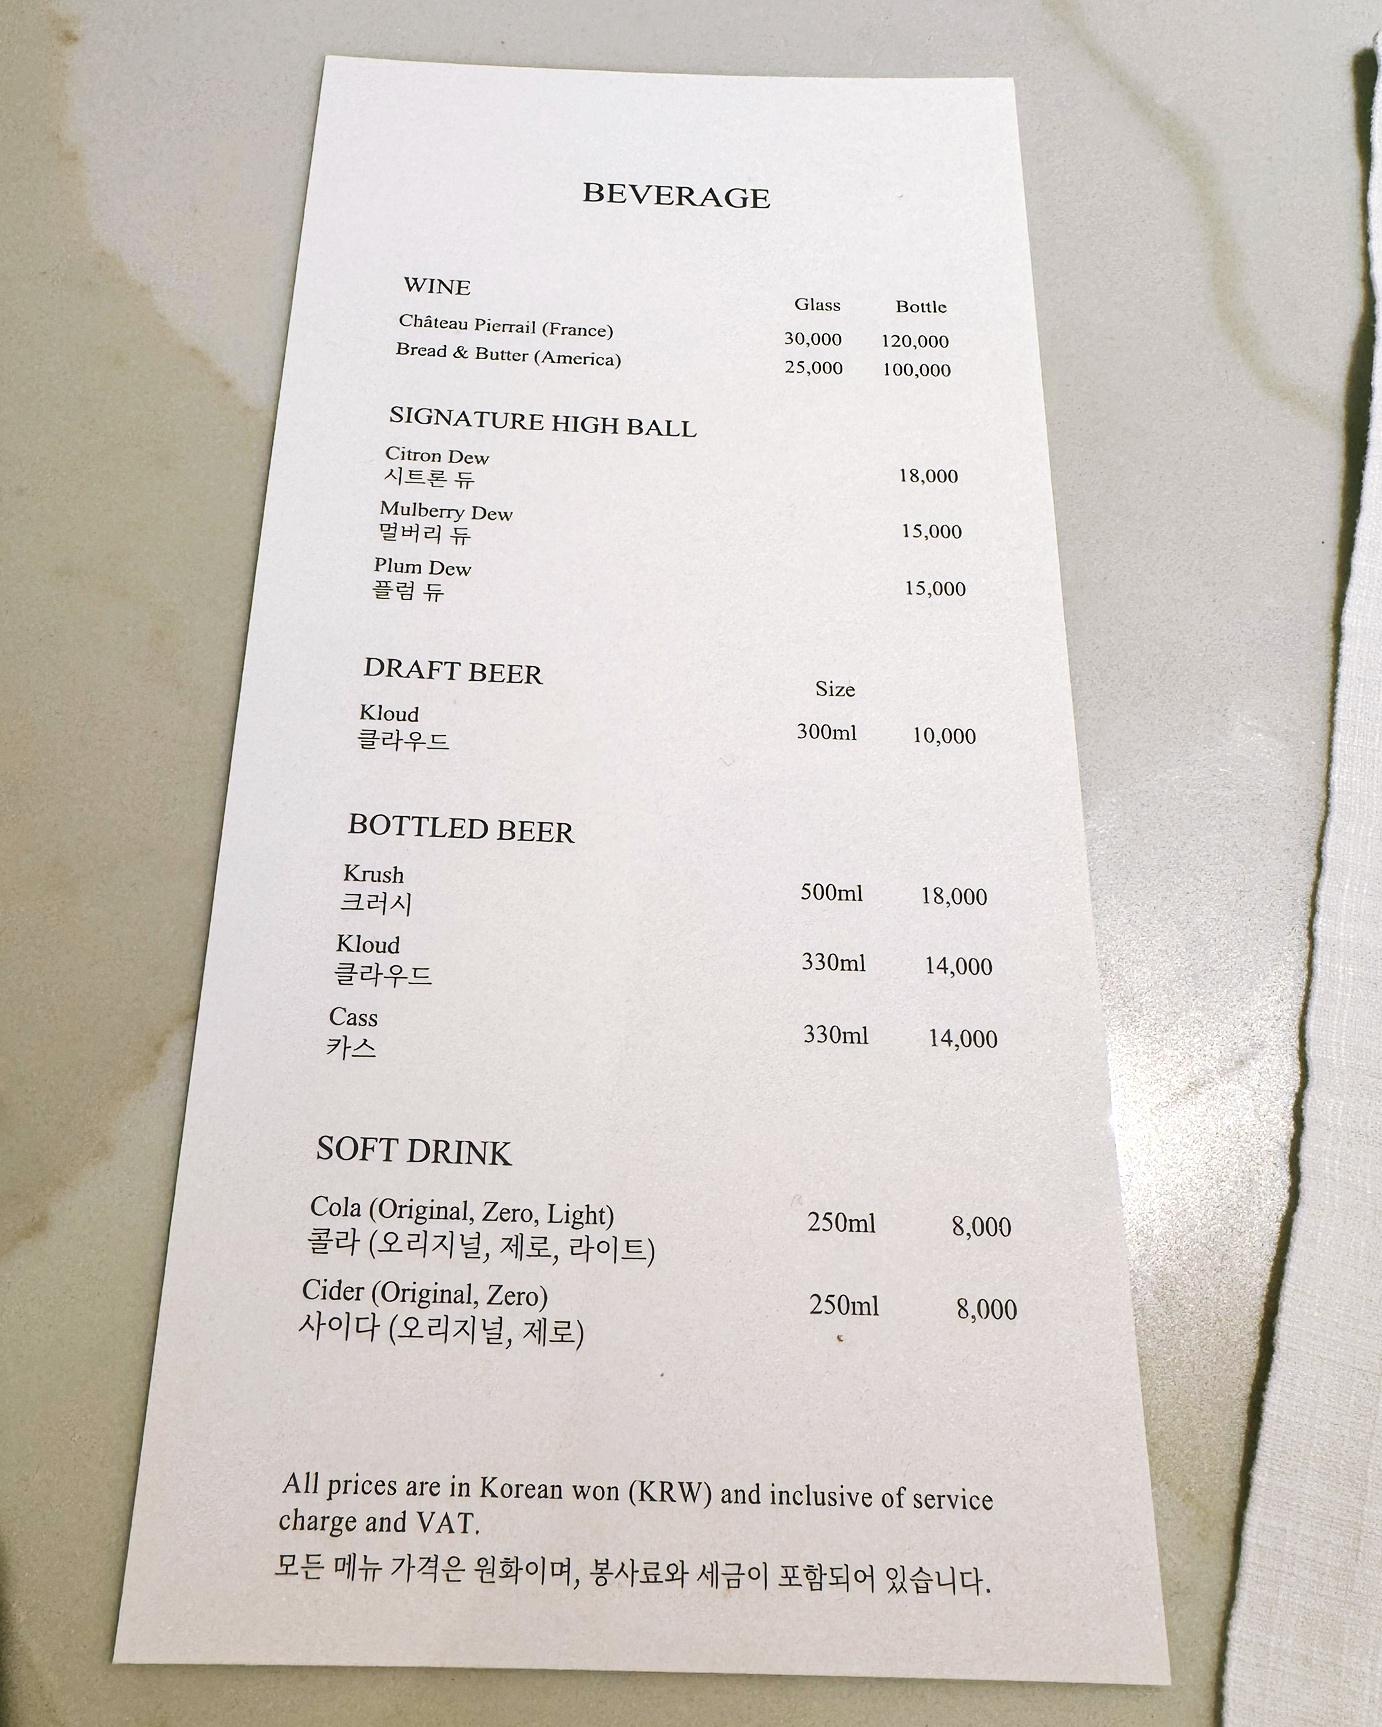 BEVERAGE
WINE
Glass Bottle
Château Pierrail (France) 30,000 120,000
Bread & Butter (America) 25,000 100,000
SIGNATURE HIGH BALL
Citron Dew
시트론 듀 18,000
Mulberry Dew
멀버리 듀 15,000
Plum Dew
플럼 듀 15,000
DRAFT BEER
Size
Kloud
클라우드 300ml 10,000
BOTTLED BEER
Krush
크러시 500ml 18,000
Kloud
클라우드 330ml 14,000
Cass
카스 330ml 14,000
SOFT DRINK
Cola (Original, Zero, Light) 250ml 8,000
콜라 (오리지널, 제로, 라이트)
Cider (Original, Zero) 250ml 8,000
사이다 (오리지널, 제로)
All prices are in Korean won (KRW) and inclusive of service
charge and VAT.
모든 메뉴 가격은 원화이며, 봉사료와 세금이 포함되어 있습니다.